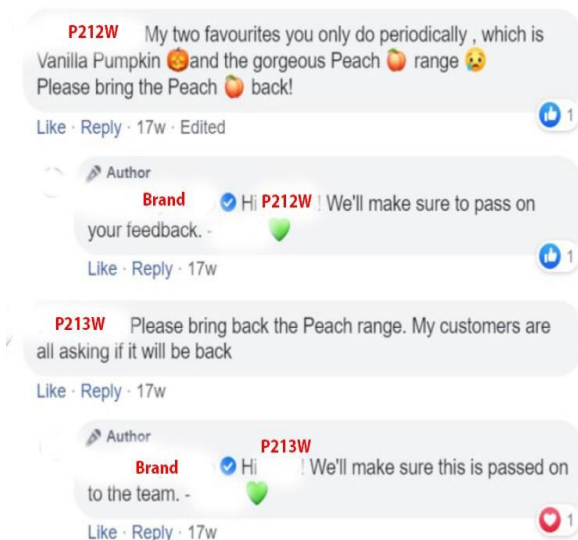 P212W My two favourites you only do periodically , which is
Vanilla Pumpkin 🎃and the gorgeous Peach 🍑 range 😢
Please bring the Peach 🍑 back!
1
Like · Reply · 17w · Edited
Author
Brand Hi P212W ! We'll make sure to pass on
your feedback. - 💚
1
Like · Reply · 17w
P213W Please bring back the Peach range. My customers are
all asking if it will be back
Like · Reply · 17w
Author
P213W
Brand Hi ! We'll make sure this is passed on
to the team. - 💚
1
Like · Reply · 17w